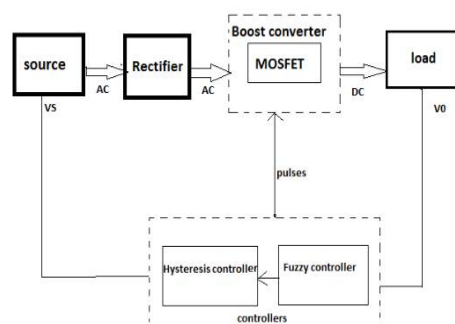 source
Rectifier
Boost converter
MOSFET
load
AC
AC
DC
VS
V0
pulses
Hysteresis controller
Fuzzy controller
controllers